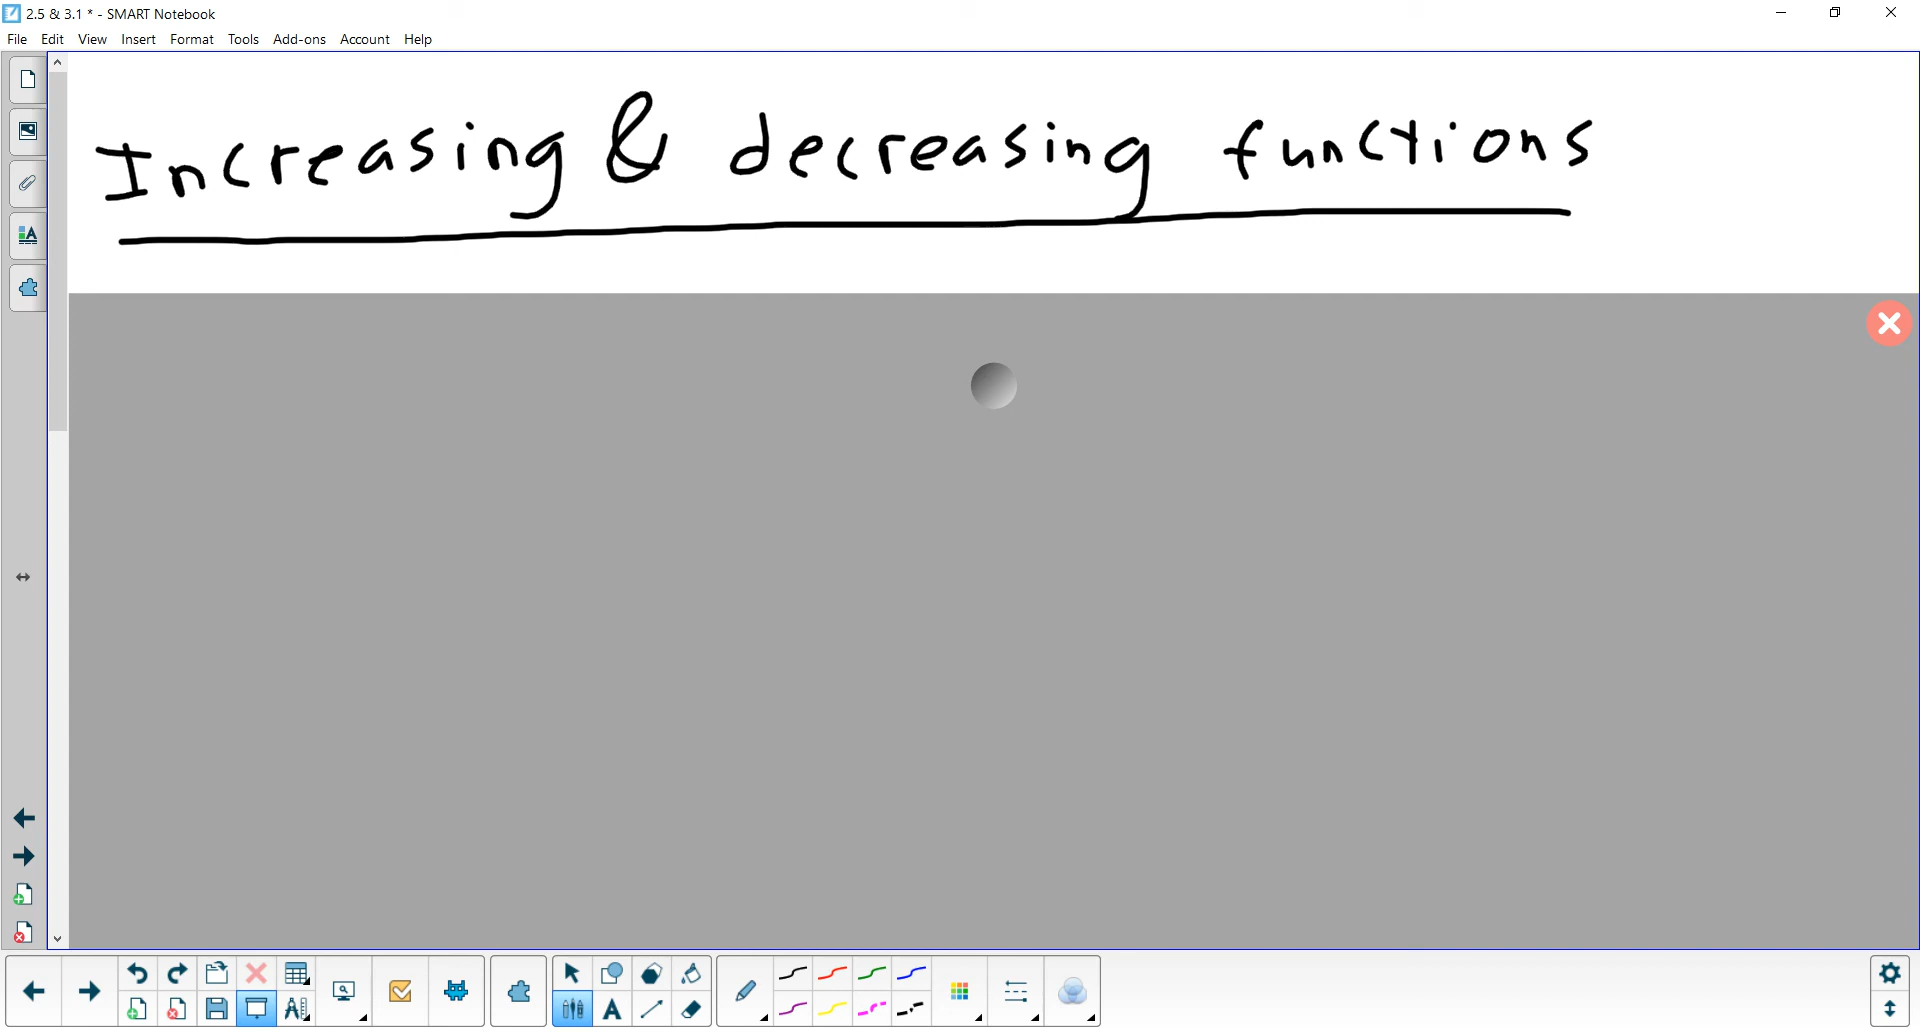 2.5 & 3.1 * - SMART Notebook
File Edit View Insert Format Tools Add-ons Account Help
Increasing & decreasing functions